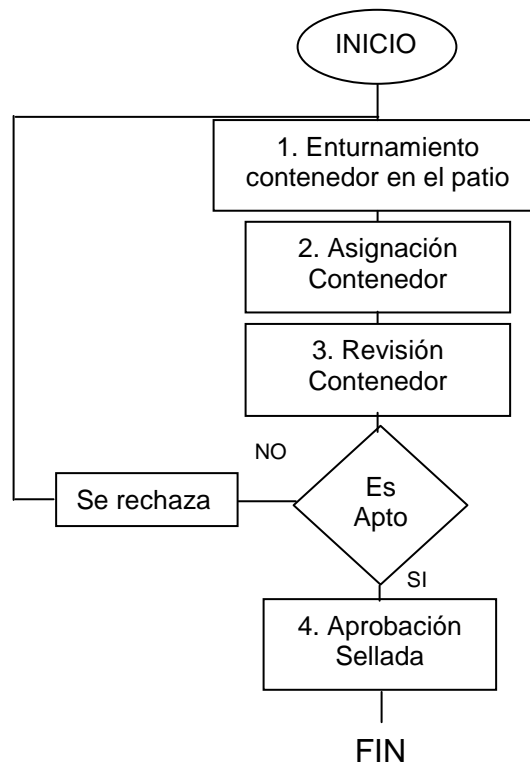 INICIO
1. Enturnamiento
contenedor en el patio
2. Asignación
Contenedor
3. Revisión
Contenedor
NO
Se rechaza
Es
Apto
SI
4. Aprobación
Sellada
FIN